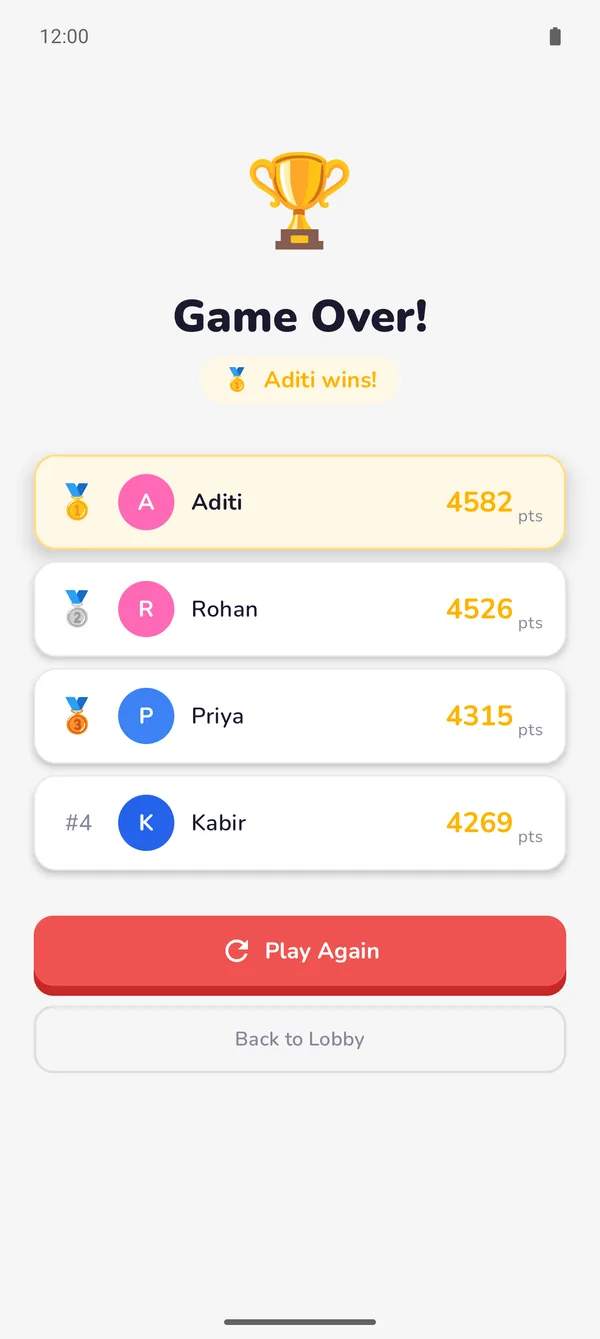 12:00
Game Over!
Aditi wins!
A Aditi 4582 pts
R Rohan 4526 pts
P Priya 4315 pts
#4 K Kabir 4269 pts
Play Again
Back to Lobby